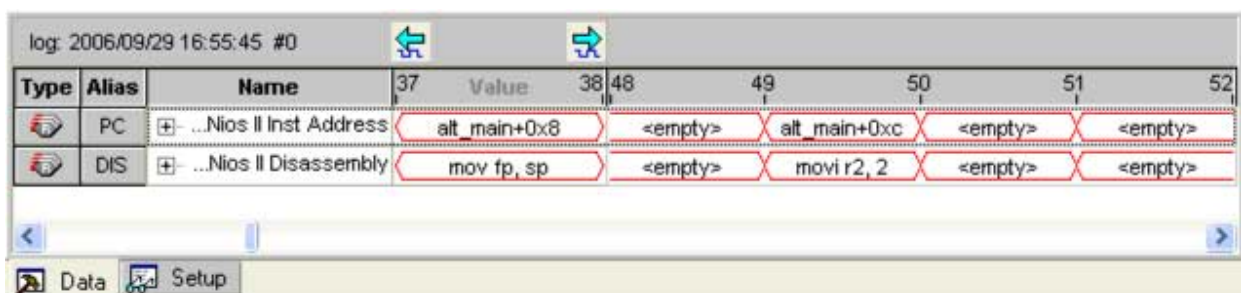 log: 2006/09/29 16:55:45 #0
Type Alias Name 37 Value 38 48 49 50 51 52
PC ...Nios II Inst Address alt_main+0x8 <empty> alt_main+0xc <empty> <empty>
DIS ...Nios II Disassembly mov fp, sp <empty> movi r2, 2 <empty> <empty>
Data Setup